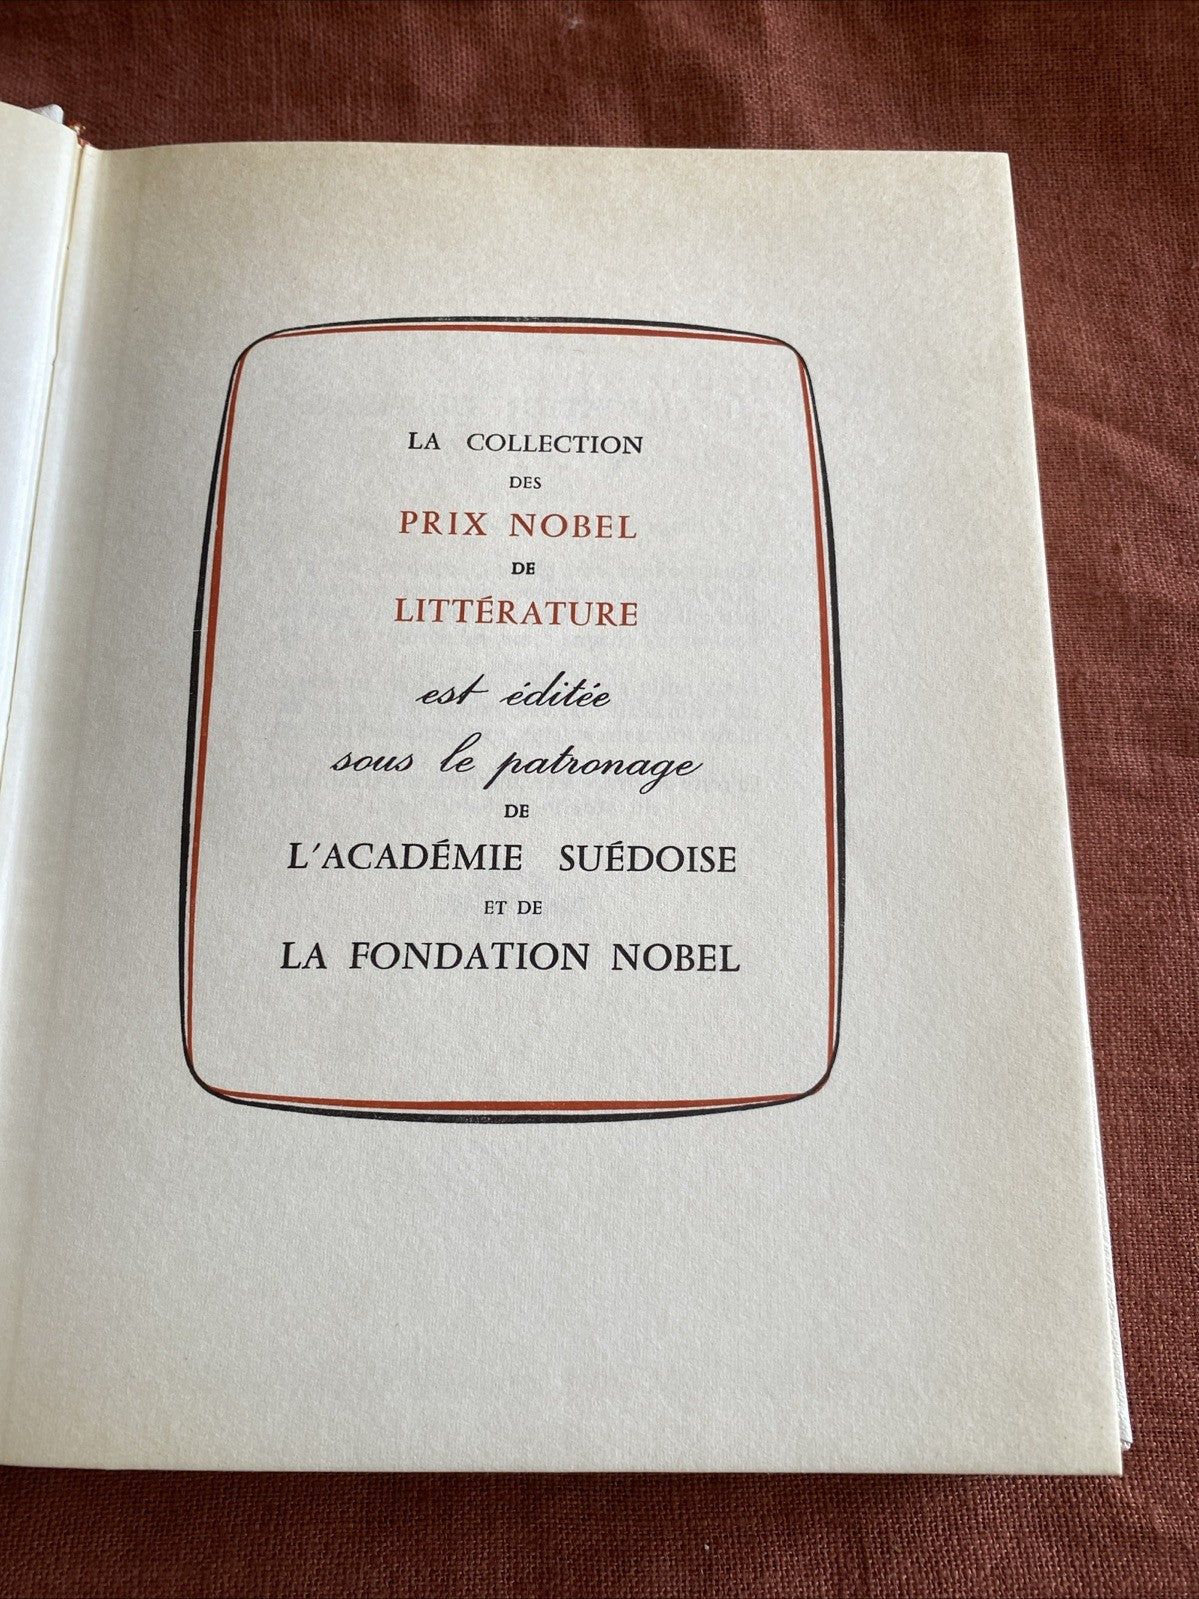 LA COLLECTION
DES
PRIX NOBEL
DE
LITTÉRATURE
est éditée
sous le patronage
DE
L'ACADÉMIE SUÉDOISE
ET DE
LA FONDATION NOBEL